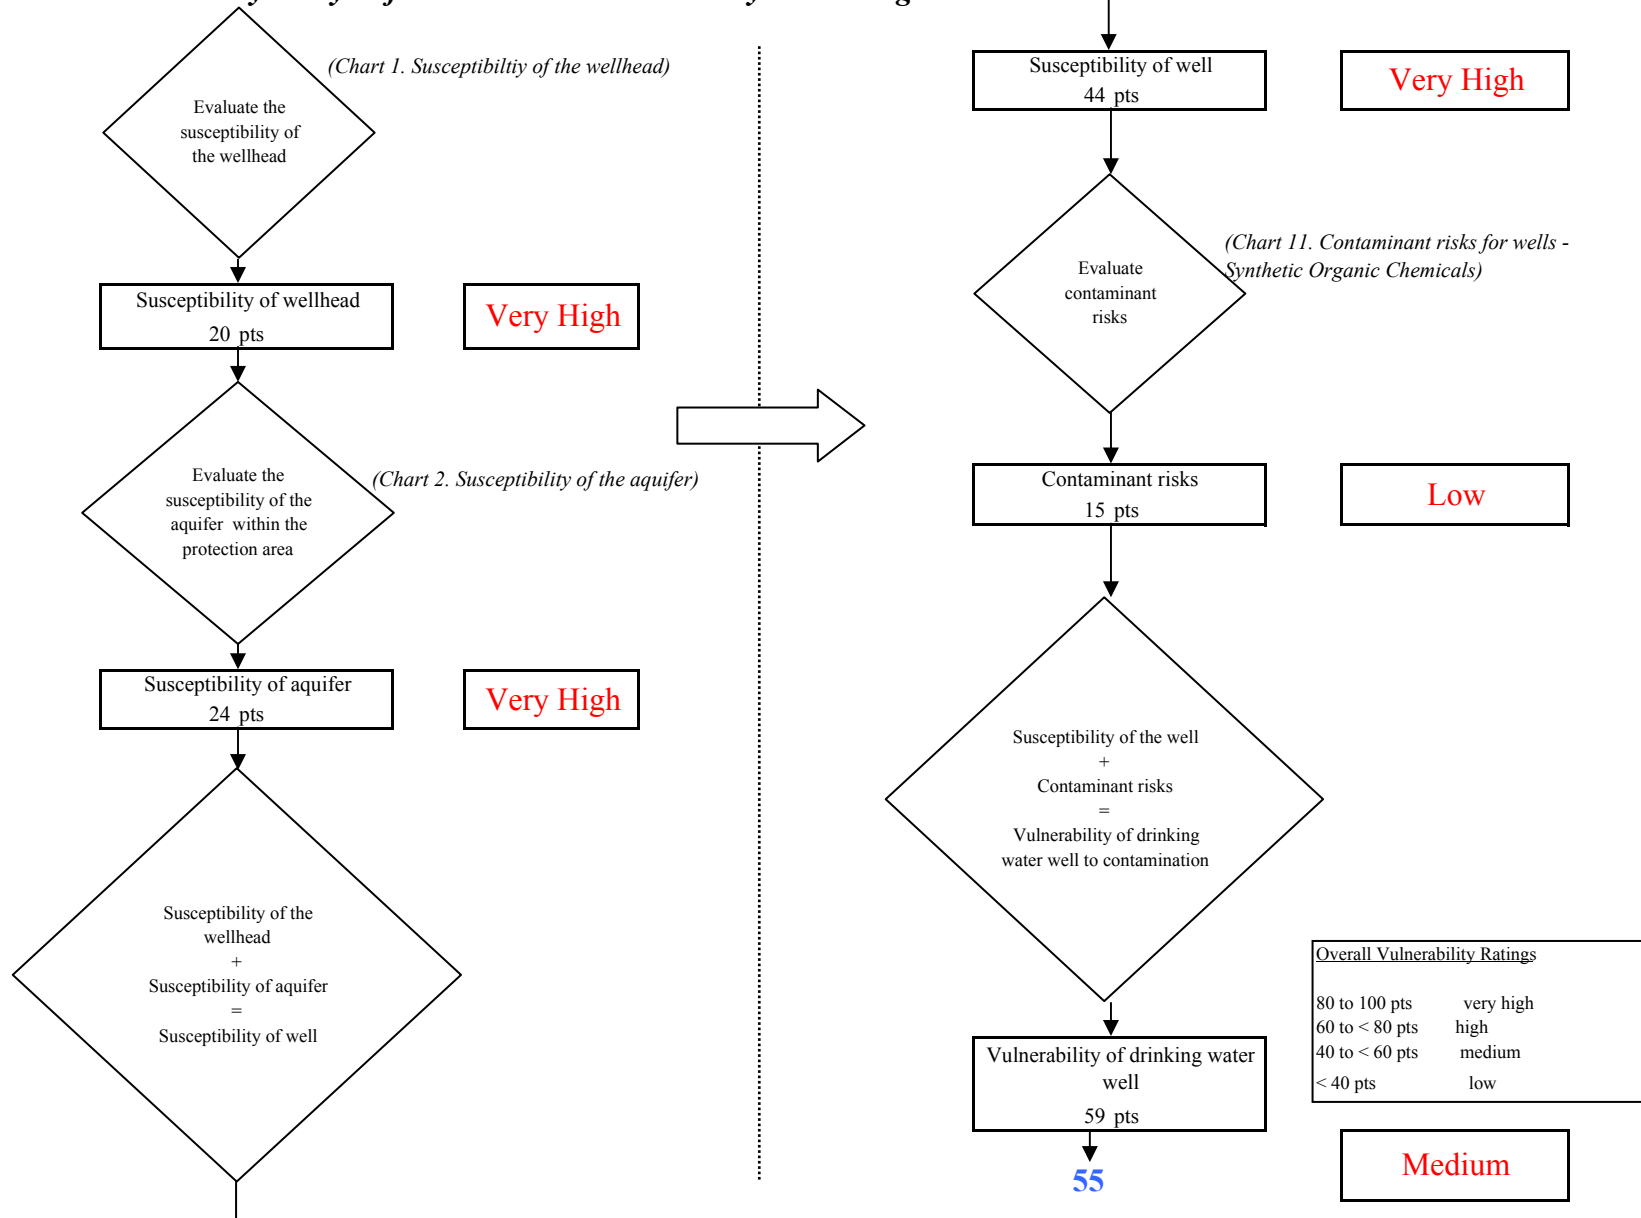 (Chart 1. Susceptibiltiy of the wellhead)
Evaluate the
susceptibility of
the wellhead
Susceptibility of wellhead
20 pts
Very High
Evaluate the
susceptibility of the
aquifer within the
protection area
(Chart 2. Susceptibility of the aquifer)
Susceptibility of aquifer
24 pts
Very High
Susceptibility of the
wellhead
+
Susceptibility of aquifer
=
Susceptibility of well
Susceptibility of well
44 pts
Very High
Evaluate
contaminant
risks
(Chart 11. Contaminant risks for wells -
Synthetic Organic Chemicals)
Contaminant risks
15 pts
Low
Susceptibility of the well
+
Contaminant risks
=
Vulnerability of drinking
water well to contamination
Overall Vulnerability Ratings
80 to 100 pts very high
60 to < 80 pts high
40 to < 60 pts medium
< 40 pts low
Vulnerability of drinking water
well
59 pts
55
Medium